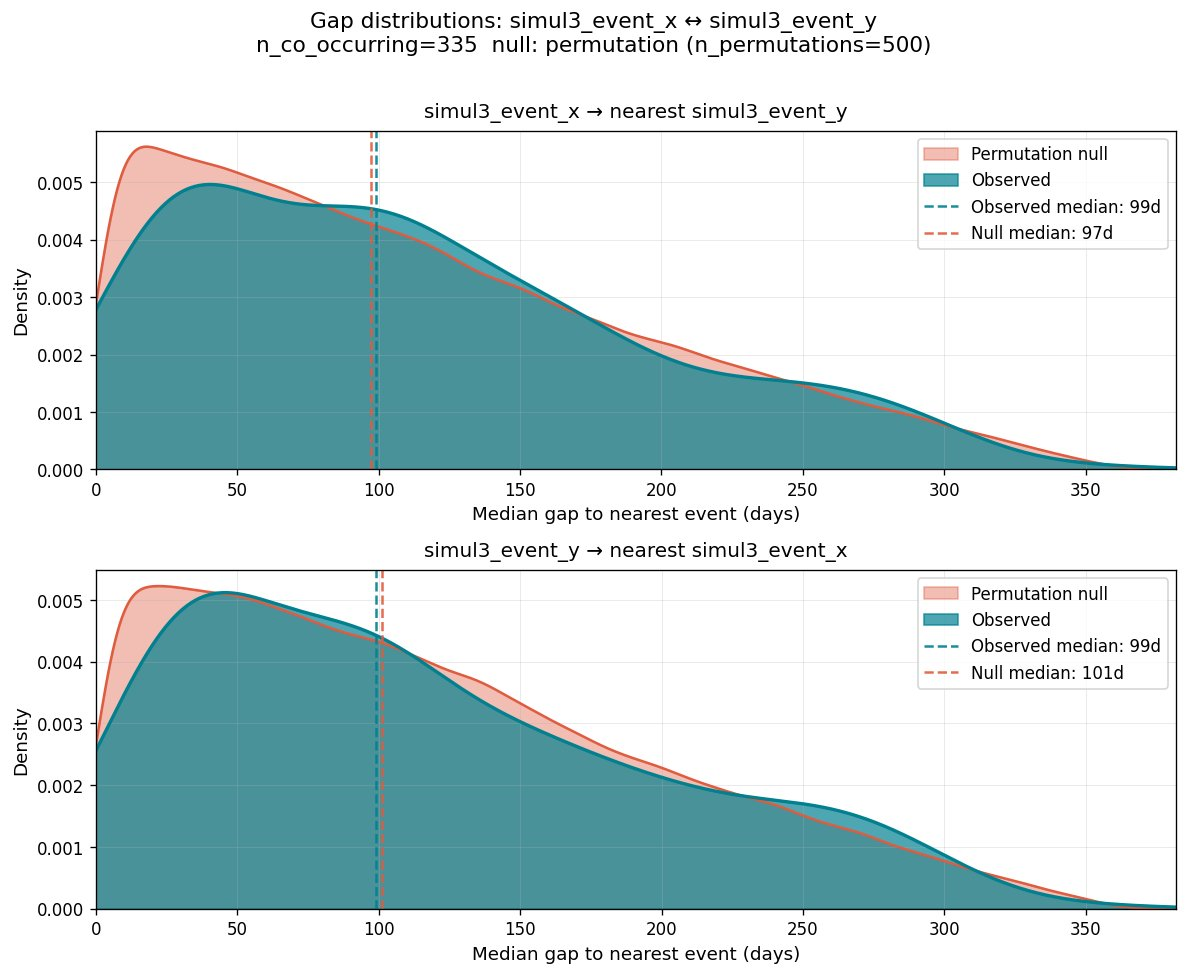 Gap distributions: simul3_event_x ↔ simul3_event_y
n_co_occurring=335  null: permutation (n_permutations=500)
simul3_event_x → nearest simul3_event_y
Permutation null
Observed
Observed median: 99d
Null median: 97d
0.005
0.004
0.003
0.002
0.001
0.000
Density
0 50 100 150 200 250 300 350
Median gap to nearest event (days)
simul3_event_y → nearest simul3_event_x
Permutation null
Observed
Observed median: 99d
Null median: 101d
0.005
0.004
0.003
0.002
0.001
0.000
Density
0 50 100 150 200 250 300 350
Median gap to nearest event (days)